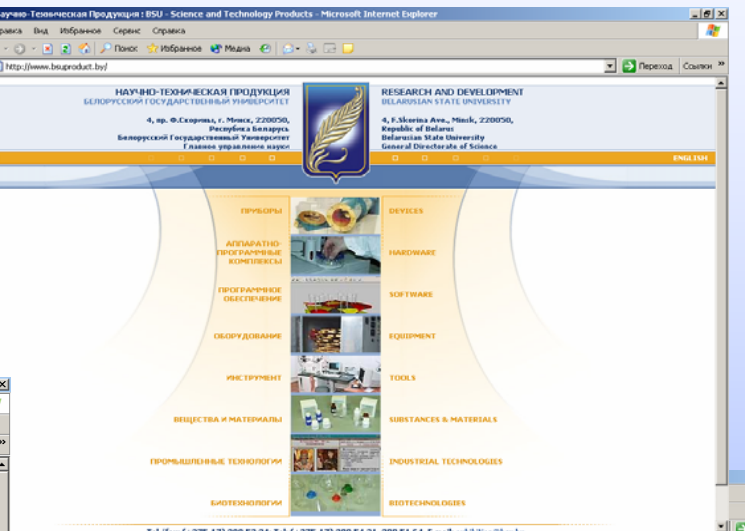 аучно-Техническая Продукция : BSU - Science and Technology Products - Microsoft Internet Explorer
равка Вид Избранное Сервис Справка
Поиск Избранное Медиа
http://www.bsuproduct.by/ Переход Ссылки »
НАУЧНО-ТЕХНИЧЕСКАЯ ПРОДУКЦИЯ
БЕЛОРУССКИЙ ГОСУДАРСТВЕННЫЙ УНИВЕРСИТЕТ
4, пр. Ф.Скорины, г. Минск, 220050,
Республика Беларусь
Белорусский Государственный Университет
Главное управление науки
RESEARCH AND DEVELOPMENT
BELARUSIAN STATE UNIVERSITY
4, F.Skorina Ave., Minsk, 220050,
Republic of Belarus
Belarusian State University
General Directorate of Science
ENGLISH
ПРИБОРЫ DEVICES
АППАРАТНО-
ПРОГРАММНЫЕ HARDWARE
КОМПЛЕКСЫ
ПРОГРАММНОЕ SOFTWARE
ОБЕСПЕЧЕНИЕ
ОБОРУДОВАНИЕ EQUIPMENT
ИНСТРУМЕНТ TOOLS
ВЕЩЕСТВА И МАТЕРИАЛЫ SUBSTANCES & MATERIALS
ПРОМЫШЛЕННЫЕ ТЕХНОЛОГИИ INDUSTRIAL TECHNOLOGIES
БИОТЕХНОЛОГИИ BIOTECHNOLOGIES